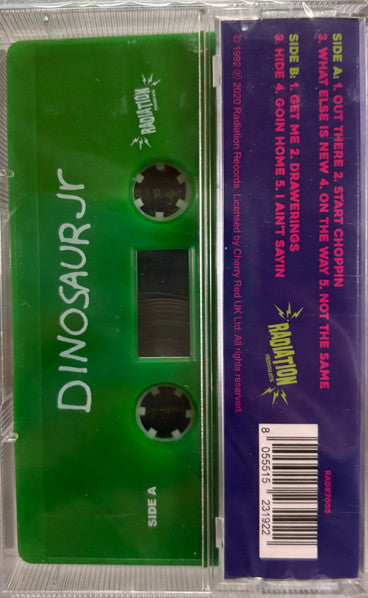 DINOSAUR Jr
RADIATION
SIDE A
SIDE A: 1. OUT THERE 2. START CHOPPIN
3. WHAT ELSE IS NEW 4. ON THE WAY 5. NOT THE SAME
SIDE B: 1. GET ME 2. DRAWERINGS
3. HIDE 4. GOIN HOME 5. I AIN'T SAYIN
© 1992 ℗ 2020 Radiation Records. Licensed by Cherry Red UK Ltd. All rights reserved.
RADIATION
RADK7005
8 055515 231922